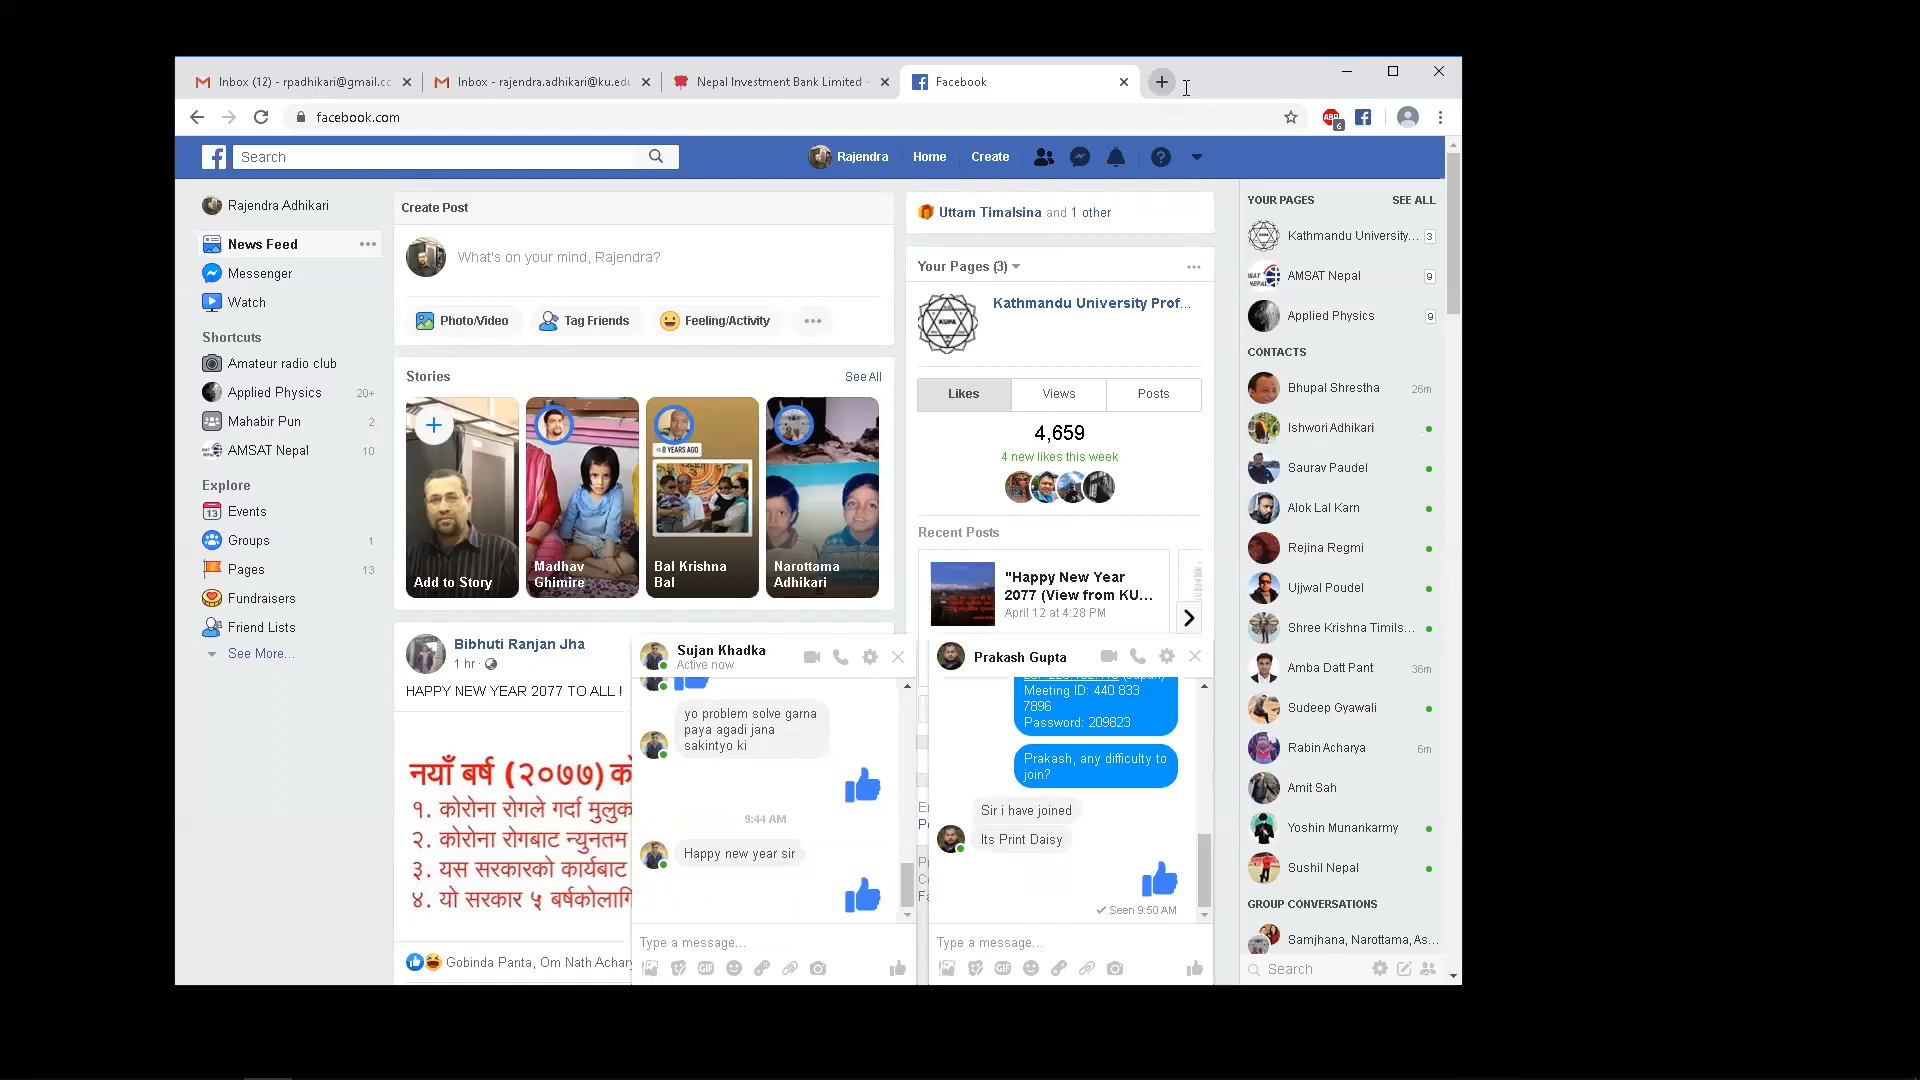 Inbox (12) - rpadhikari@gmail.cc
Inbox - rajendra.adhikari@ku.edu
Nepal Investment Bank Limited -
Facebook
facebook.com
ABP
6
Search
Rajendra
Home
Create
Rajendra Adhikari
News Feed
Messenger
Watch
Shortcuts
Amateur radio club
Applied Physics 20+
Mahabir Pun 2
AMSAT Nepal 10
Explore
13 Events
Groups 1
Pages 13
Fundraisers
Friend Lists
See More...
Create Post
What's on your mind, Rajendra?
Photo/Video
Tag Friends
Feeling/Activity
Stories
See All
8 YEARS AGO
Add to Story
Madhav
Ghimire
Bal Krishna
Bal
Narottama
Adhikari
Bibhuti Ranjan Jha
1 hr ·
HAPPY NEW YEAR 2077 TO ALL !
नयाँ बर्ष (२०७७) को
१. कोरोना रोगले गर्दा मुलुक
२. कोरोना रोगबाट न्युनतम
३. यस सरकारको कार्यबाट
४. यो सरकार ५ बर्षकोलागि
Gobinda Panta, Om Nath Achary
Uttam Timalsina and 1 other
Your Pages (3)
Kathmandu University Prof...
KUPA
Likes
Views
Posts
4,659
4 new likes this week
Recent Posts
"Happy New Year
2077 (View from KU...
April 12 at 4:28 PM
Sujan Khadka
Active now
yo problem solve garna
paya agadi jana
sakintyo ki
9:44 AM
Happy new year sir
Type a message...
GIF
Prakash Gupta
Meeting ID: 440 833
7896
Password: 209823
Prakash, any difficulty to
join?
Sir i have joined
Its Print Daisy
Seen 9:50 AM
Type a message...
GIF
YOUR PAGES
SEE ALL
Kathmandu University... 3
AMSAT Nepal 9
Applied Physics 9
CONTACTS
Bhupal Shrestha 26m
Ishwori Adhikari
Saurav Paudel
Alok Lal Karn
Rejina Regmi
Ujjwal Poudel
Shree Krishna Timils...
Amba Datt Pant 36m
Sudeep Gyawali
Rabin Acharya 6m
Amit Sah
Yoshin Munankarmy
Sushil Nepal
GROUP CONVERSATIONS
Samjhana, Narottama, As...
Search